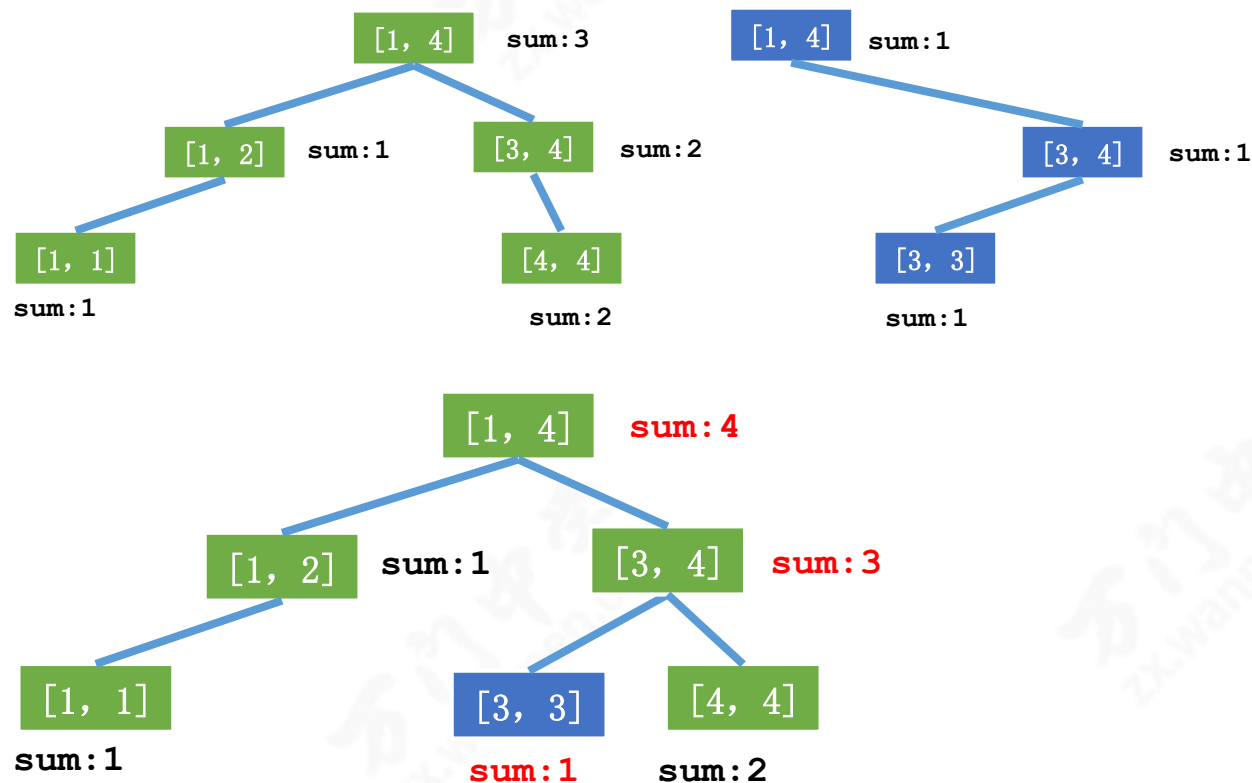 [1, 4] sum:3
[1, 4] sum:1
[1, 2] sum:1
[3, 4] sum:2
[3, 4] sum:1
[1, 1]
[4, 4]
[3, 3]
sum:1
sum:2
sum:1
[1, 4] sum:4
[1, 2] sum:1
[3, 4] sum:3
[1, 1]
[3, 3]
[4, 4]
sum:1
sum:1
sum:2